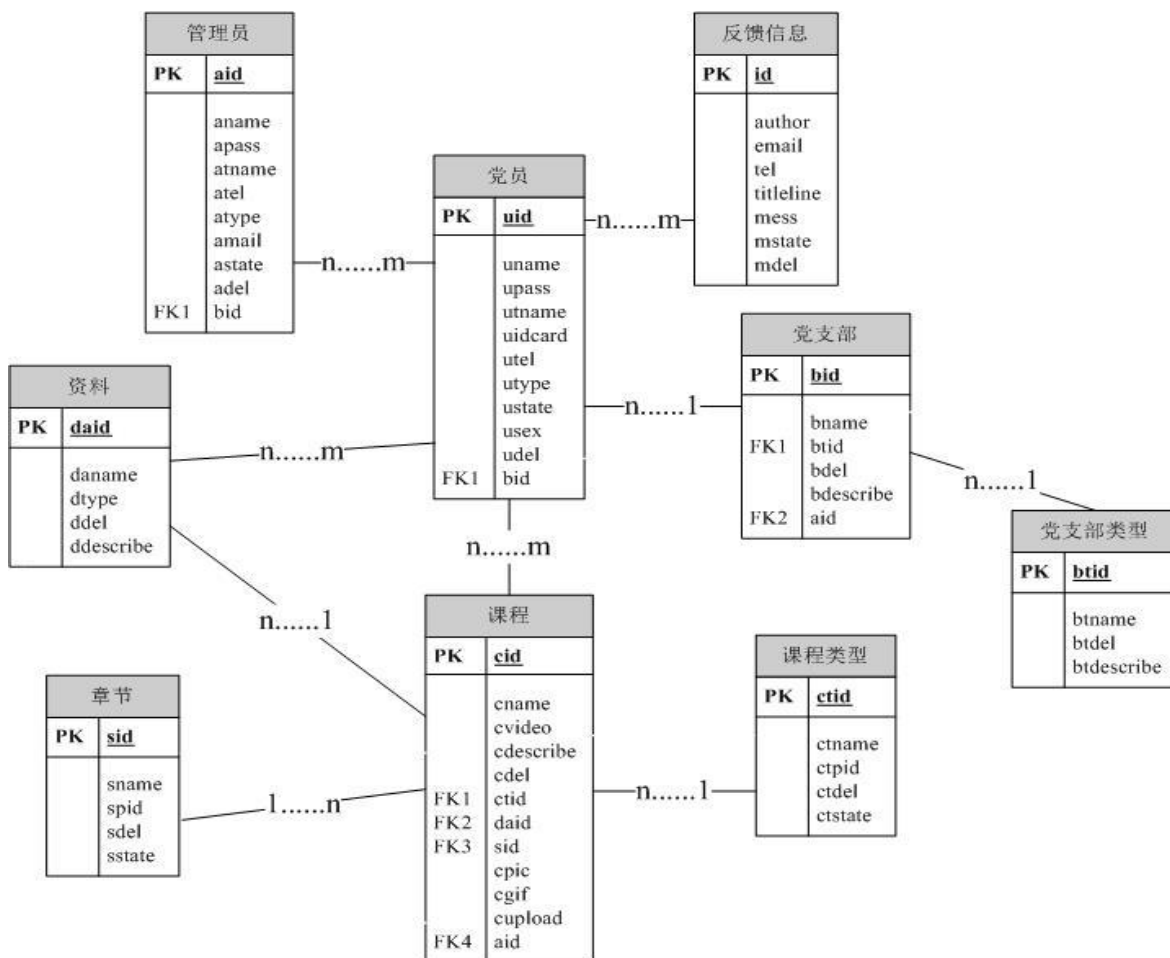 管理员
PK aid
aname
apass
atname
atel
atype
amail
astate
adel
FK1 bid
反馈信息
PK id
author
email
tel
titleline
mess
mstate
mdel
党员
PK uid
uname
upass
utname
uidcard
utel
utype
ustate
usex
udel
FK1 bid
n......m
n......m
党支部
PK bid
bname
FK1 btid
bdel
bdescribe
FK2 aid
n......1
资料
PK daid
daname
dtype
ddel
ddescribe
n......m
n......1
党支部类型
PK btid
btname
btdel
btdescribe
n......m
n......1
课程
PK cid
cname
cvideo
cdescribe
cdel
FK1 ctid
FK2 daid
FK3 sid
cpic
cgif
cupload
FK4 aid
课程类型
PK ctid
ctname
ctpid
ctdel
ctstate
n......1
章节
PK sid
sname
spid
sdel
sstate
1......n